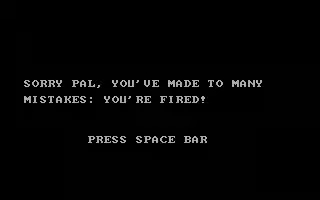 SORRY PAL, YOU'VE MADE TO MANY
MISTAKES: YOU'RE FIRED!
PRESS SPACE BAR